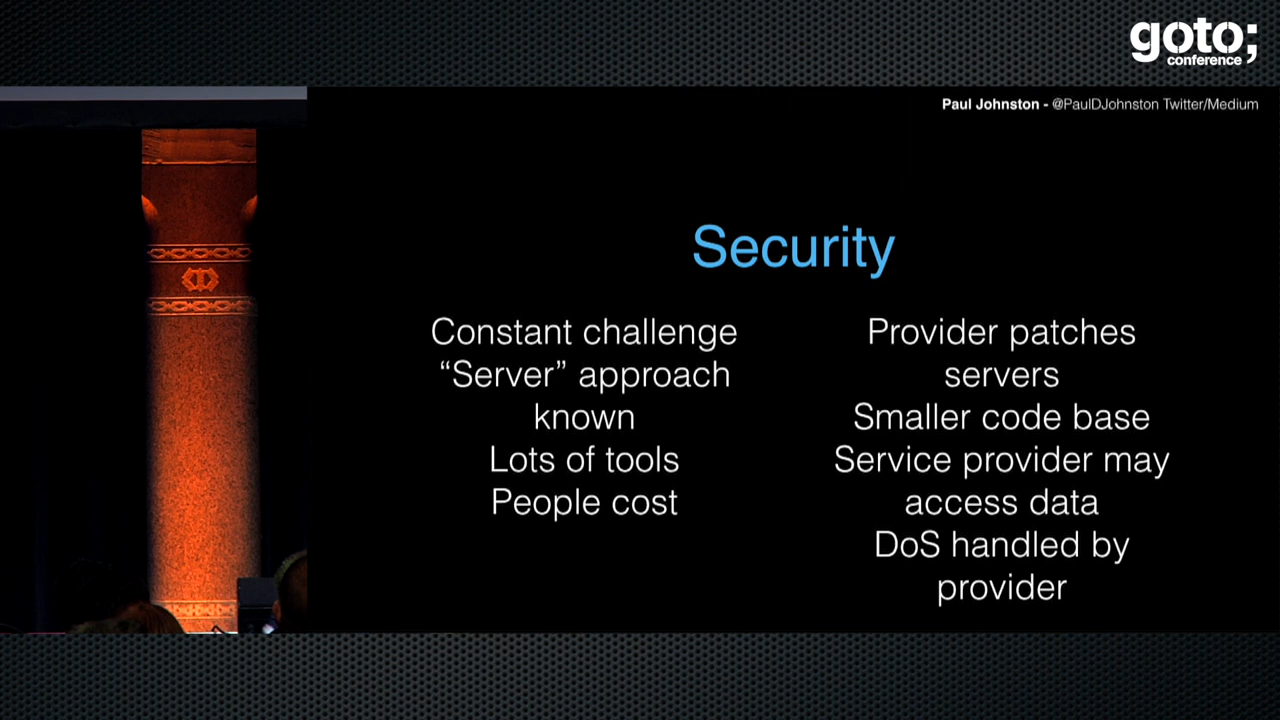 goto;
conference
Paul Johnston - @PaulDJohnston Twitter/Medium
Security
Constant challenge
“Server” approach
known
Lots of tools
People cost
Provider patches
servers
Smaller code base
Service provider may
access data
DoS handled by
provider